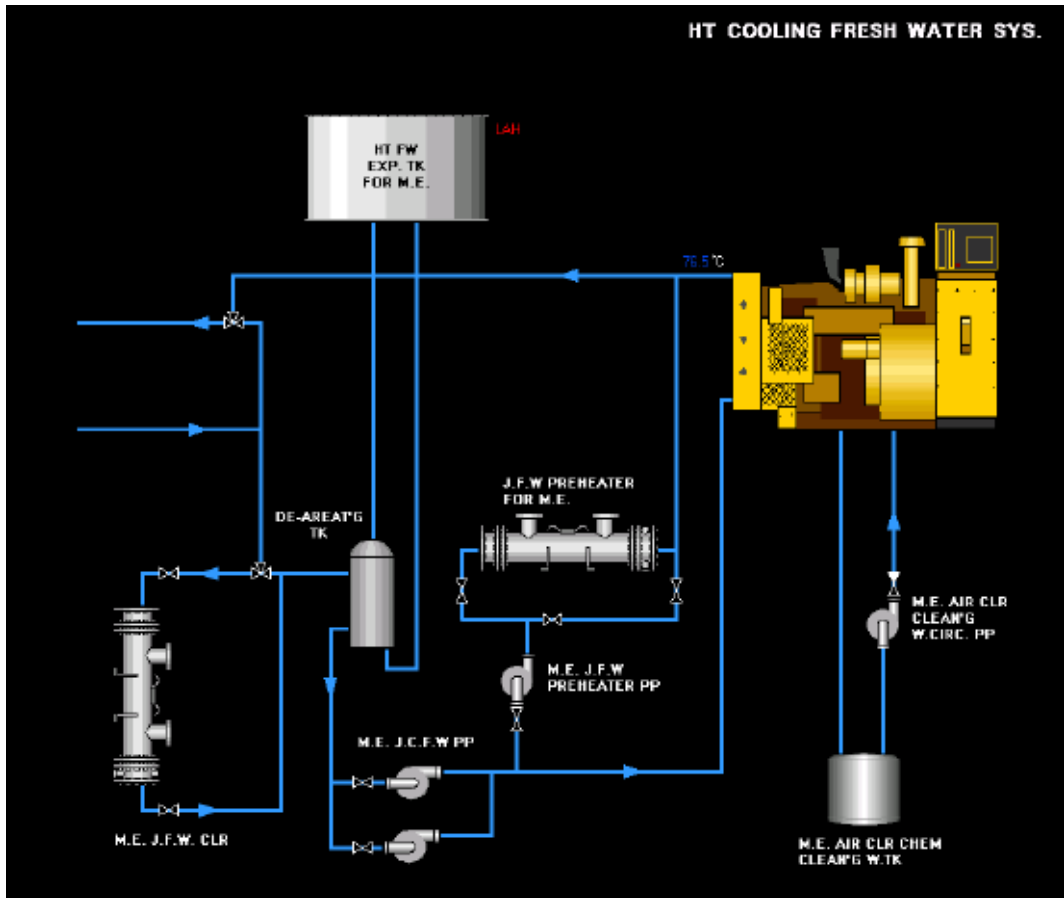 HT COOLING FRESH WATER SYS.
HT FW
EXP. TK
FOR M.E.
LAH
76.5°C
J.F.W PREHEATER
FOR M.E.
DE-AREAT'G
TK
M.E. AIR CLR
CLEAN'G
W.CIRC. PP
M.E. J.F.W
PREHEATER PP
M.E. J.C.F.W PP
M.E. J.F.W. CLR
M.E. AIR CLR CHEM
CLEAN'G W.TK